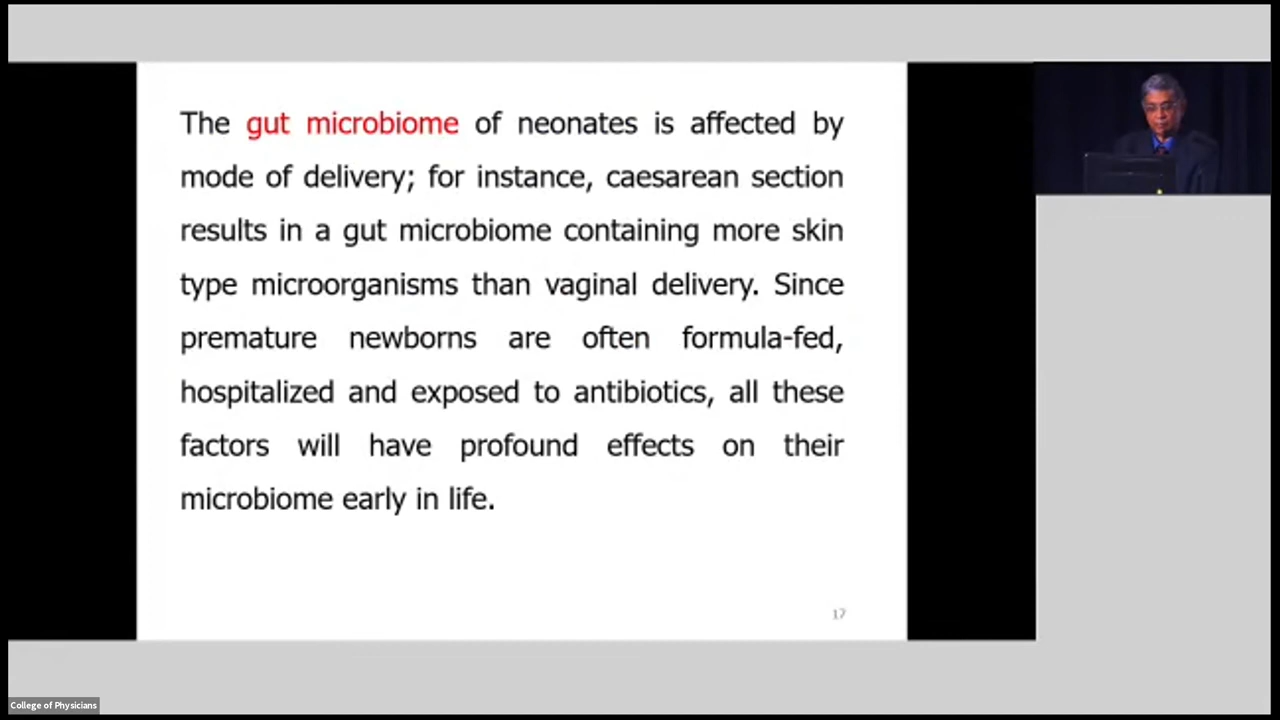 The gut microbiome of neonates is affected by
mode of delivery; for instance, caesarean section
results in a gut microbiome containing more skin
type microorganisms than vaginal delivery. Since
premature newborns are often formula-fed,
hospitalized and exposed to antibiotics, all these
factors will have profound effects on their
microbiome early in life.
17
College of Physicians